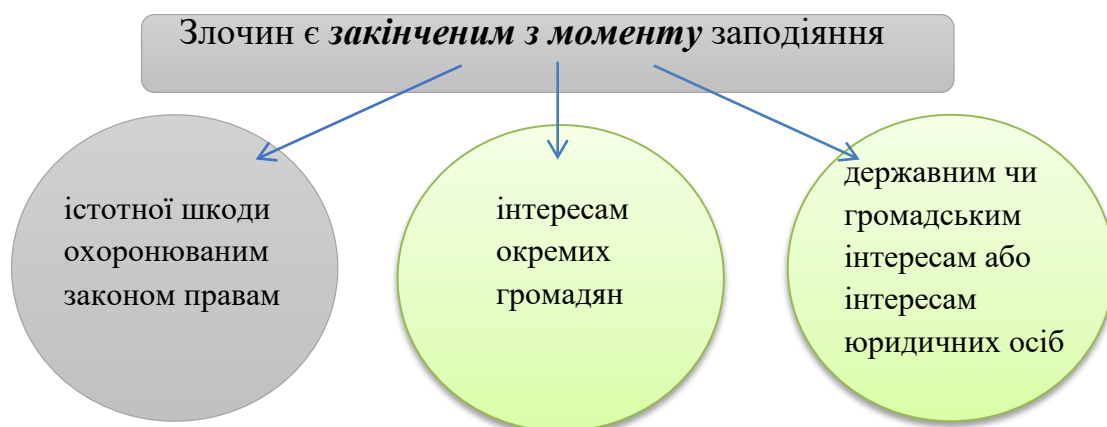 Злочин є закінченим з моменту заподіяння
істотної шкоди
охоронюваним
законом правам
інтересам
окремих
громадян
державним чи
громадським
інтересам або
інтересам
юридичних осіб